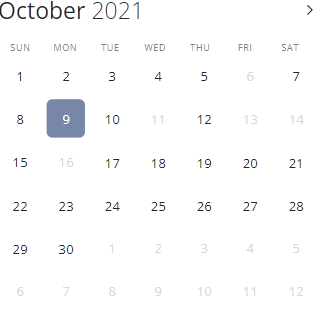 October 2021
SUN MON TUE WED THU FRI SAT
1 2 3 4 5 6 7
8 9 10 11 12 13 14
15 16 17 18 19 20 21
22 23 24 25 26 27 28
29 30 1 2 3 4 5
6 7 8 9 10 11 12